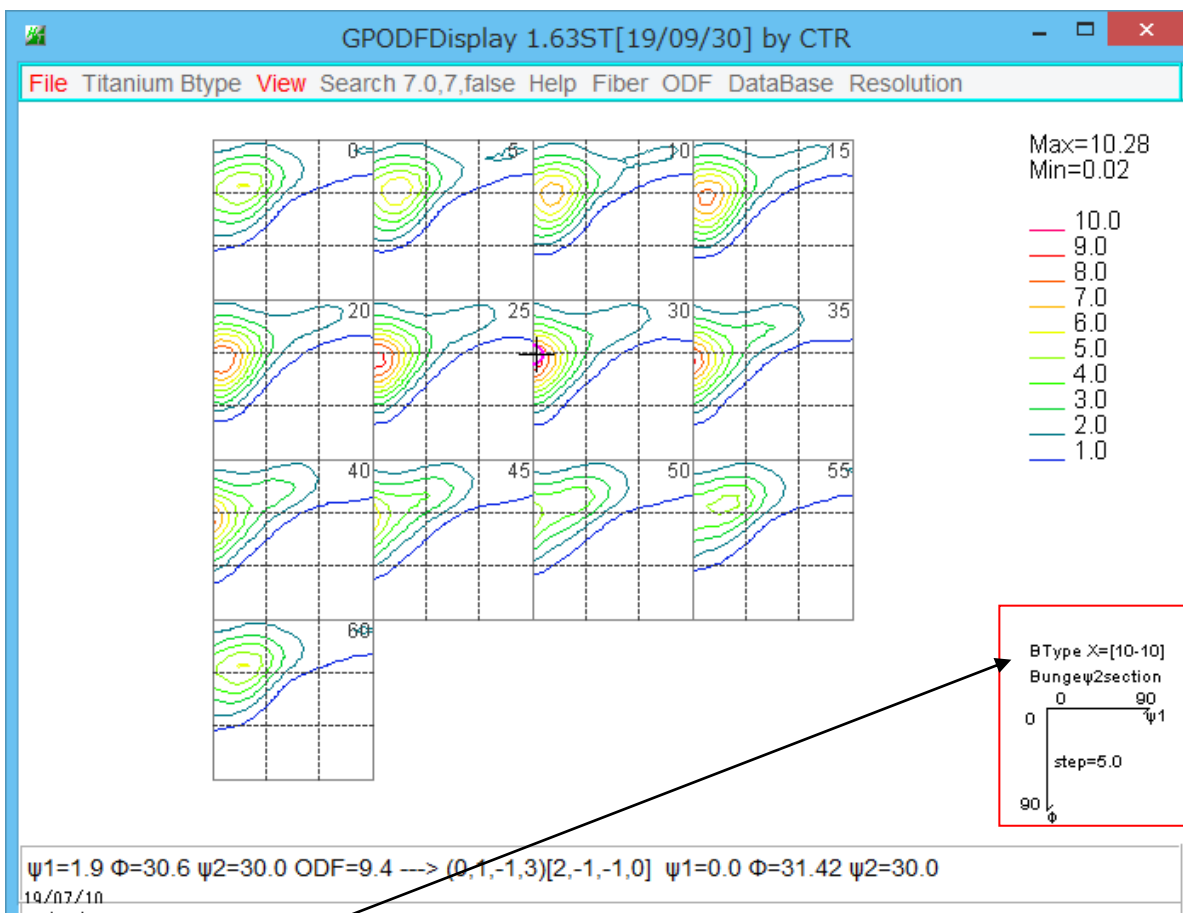 GPODFDisplay 1.63ST[19/09/30] by CTR
File Titanium Btype View Search 7.0,7,false Help Fiber ODF DataBase Resolution
0 5 10 15
20 25 30 35
40 45 50 55
60
Max=10.28
Min=0.02
10.0
9.0
8.0
7.0
6.0
5.0
4.0
3.0
2.0
1.0
BType X=[10-10]
Bungeψ2section
0 90
0 ψ1
step=5.0
90
Φ
ψ1=1.9 Φ=30.6 ψ2=30.0 ODF=9.4 ---> (0,1,-1,3)[2,-1,-1,0] ψ1=0.0 Φ=31.42 ψ2=30.0
19/07/10